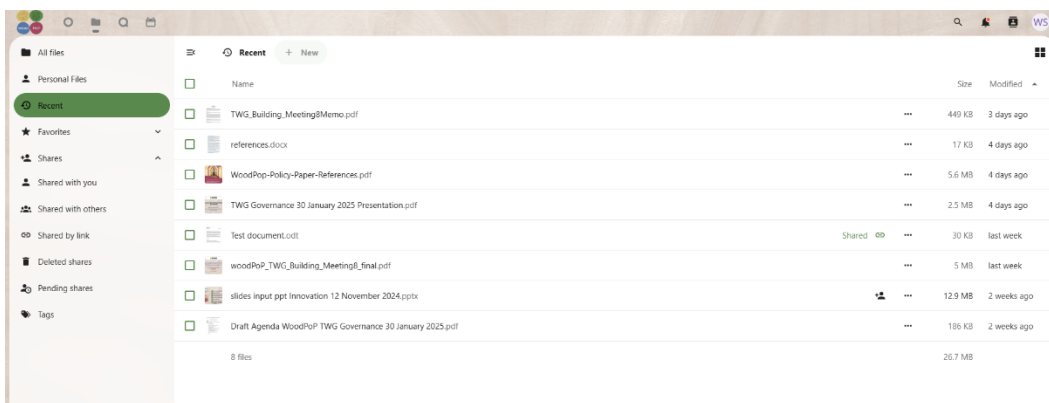 WS
All files
Personal Files
Recent
Favorites
Shares
Shared with you
Shared with others
Shared by link
Deleted shares
Pending shares
Tags
Recent + New
Name Size Modified
TWG_Building_Meeting8Memo.pdf ... 449 KB 3 days ago
references.docx ... 17 KB 4 days ago
WoodPop-Policy-Paper-References.pdf ... 5.6 MB 4 days ago
TWG Governance 30 January 2025 Presentation.pdf ... 2.5 MB 4 days ago
Test document.odt Shared ... 30 KB last week
woodPoP_TWG_Building_Meeting8_final.pdf ... 5 MB last week
slides input ppt Innovation 12 November 2024.pptx ... 12.9 MB 2 weeks ago
Draft Agenda WoodPoP TWG Governance 30 January 2025.pdf ... 186 KB 2 weeks ago
8 files 26.7 MB